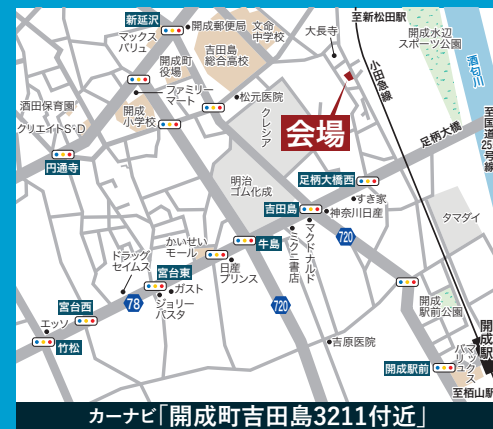 新延沢
マックス
バリュ
開成郵便局
文命
中学校
大長寺
至新松田駅
開成水辺
スポーツ公園
酒匂川
小田急線
開成町
役場
吉田島
総合高校
ファミリー
マート
松元医院
酒田保育園
開成
小学校
クリエイトS・D
クレシア
会場
足柄大橋
至国道25号線
円通寺
明治
ゴム化成
足柄大橋西
すき家
吉田島
神奈川日産
タマダイ
720
マクドナルド
ミクニ書店
牛島
かいせい
モール
日産
プリンス
ドラッグ
セイムス
宮台東
ガスト
ジョリー
パスタ
78
720
宮台西
エッソ
竹松
吉原医院
開成
駅前公園
開成駅
開成駅前
マックス
バリュ
至栢山駅
カーナビ「開成町吉田島3211付近」